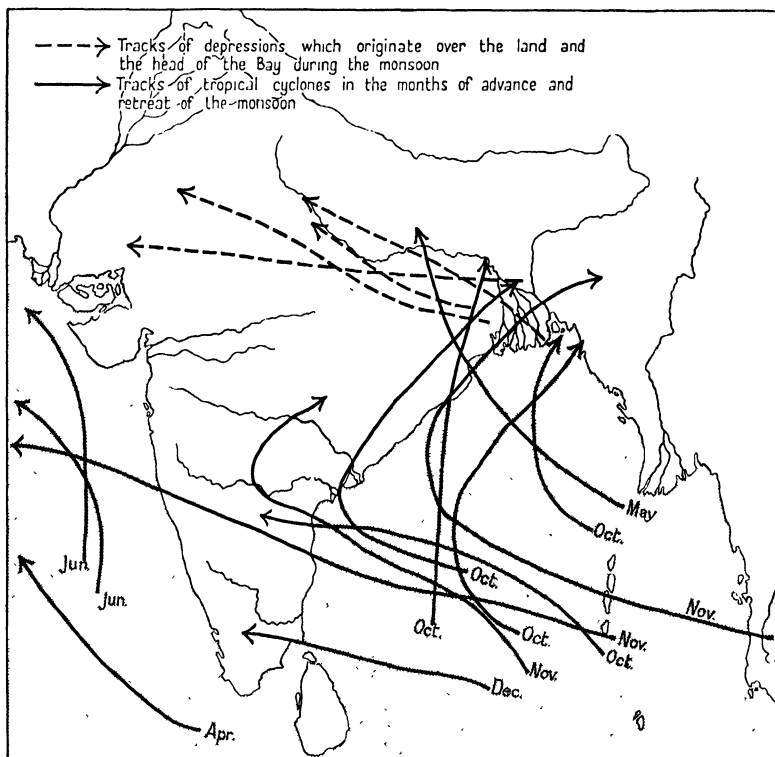 Tracks of depressions which originate over the land and
the head of the Bay during the monsoon
Tracks of tropical cyclones in the months of advance and
retreat of the monsoon
May
Oct.
Jun.
Jun.
Oct.
Nov.
Oct.
Oct.
Nov.
Oct.
Nov.
Dec.
Apr.